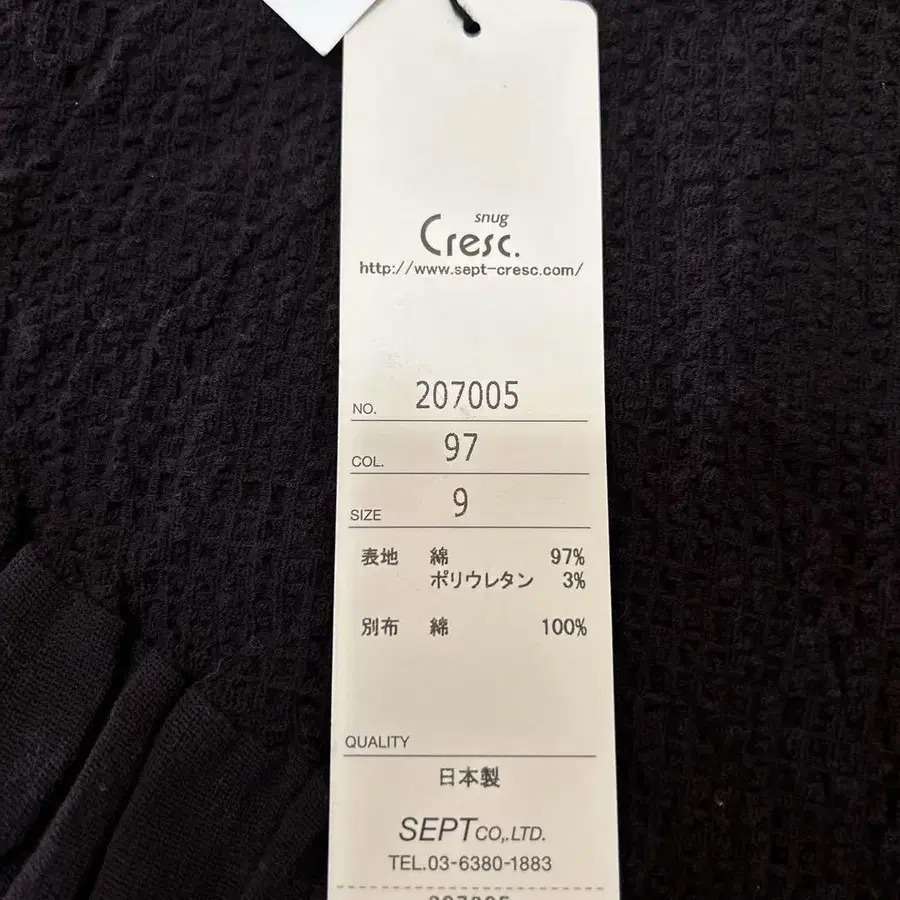 snug
Cresc.
http://www.sept-cresc.com/
NO. 207005
COL. 97
SIZE 9
表地 綿 97%
ポリウレタン 3%
別布 綿 100%
QUALITY
日本製
SEPT CO,.LTD.
TEL.03-6380-1883